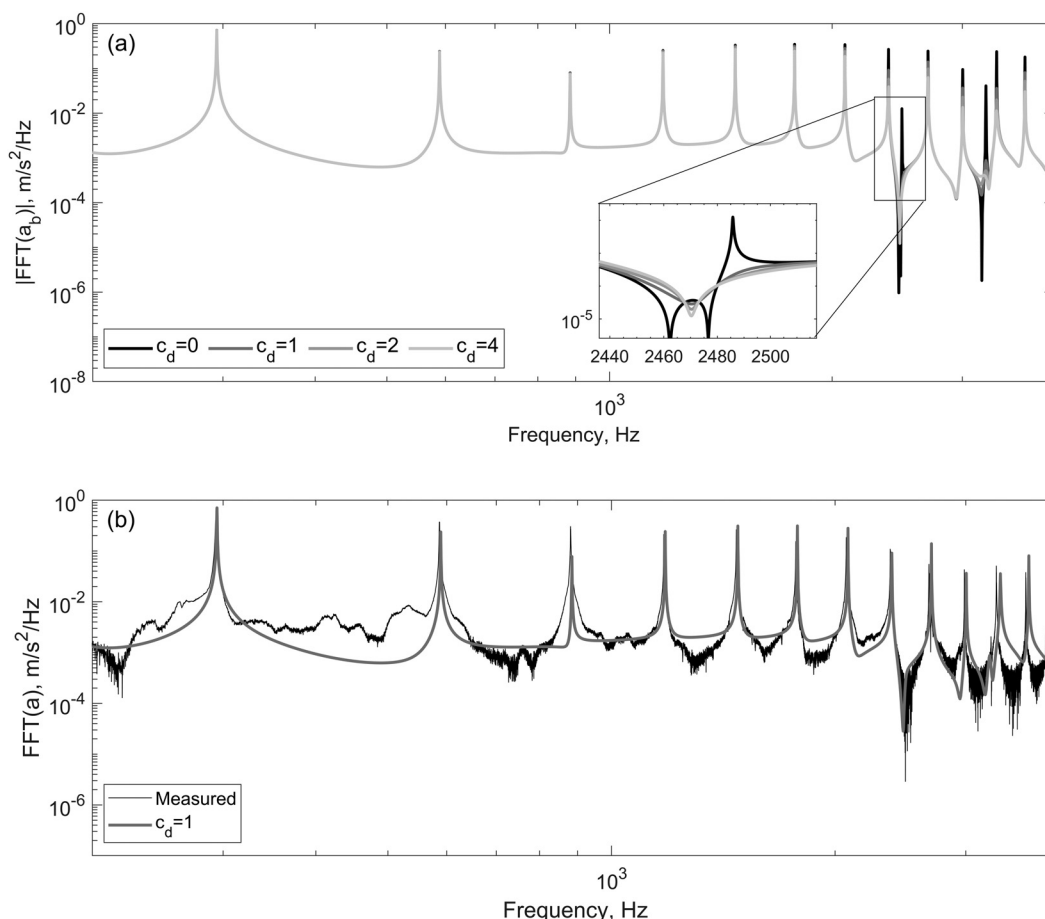 (a)
10^0
10^-2
10^-4
10^-6
10^-8
|FFT(a_b)|, m/s^2/Hz
10^-5
2440 2460 2480 2500
c_d=0 c_d=1 c_d=2 c_d=4
10^3
Frequency, Hz
(b)
10^0
10^-2
10^-4
10^-6
FFT(a), m/s^2/Hz
Measured
c_d=1
10^3
Frequency, Hz